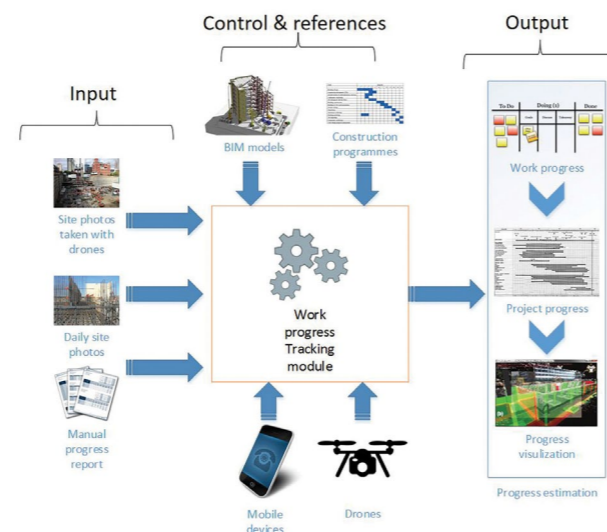 Control & references
Output
Input
BIM models
Construction
programmes
To Do
Doing (s)
Done
Work progress
Site photos
taken with
drones
Work
progress
Tracking
module
Project progress
Daily site
photos
Manual
progress
report
Mobile
devices
Drones
Progress
visulization
Progress estimation